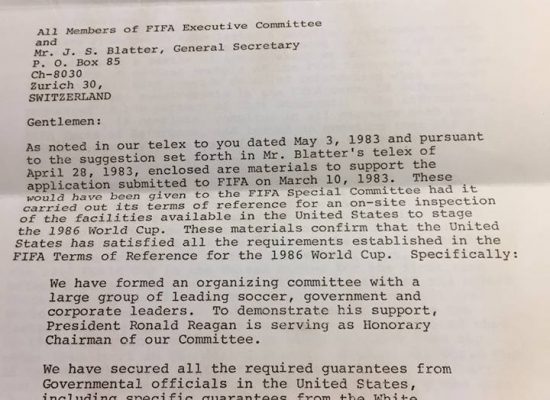 All Members of FIFA Executive Committee
and
Mr. J. S. Blatter, General Secretary
P. O. Box 85
Ch-8030
Zurich 30,
SWITZERLAND
Gentlemen:
As noted in our telex to you dated May 3, 1983 and pursuant
to the suggestion set forth in Mr. Blatter's telex of
April 28, 1983, enclosed are materials to support the
application submitted to FIFA on March 10, 1983. These
would have been given to the FIFA Special Committee had it
carried out its terms of reference for an on-site inspection
of the facilities available in the United States to stage
the 1986 World Cup. These materials confirm that the United
States has satisfied all the requirements established in the
FIFA Terms of Reference for the 1986 World Cup. Specifically:
We have formed an organizing committee with a
large group of leading soccer, government and
corporate leaders. To demonstrate his support,
President Ronald Reagan is serving as Honorary
Chairman of our Committee.
We have secured all the required guarantees from
Governmental officials in the United States,
including specific guarantees from the White